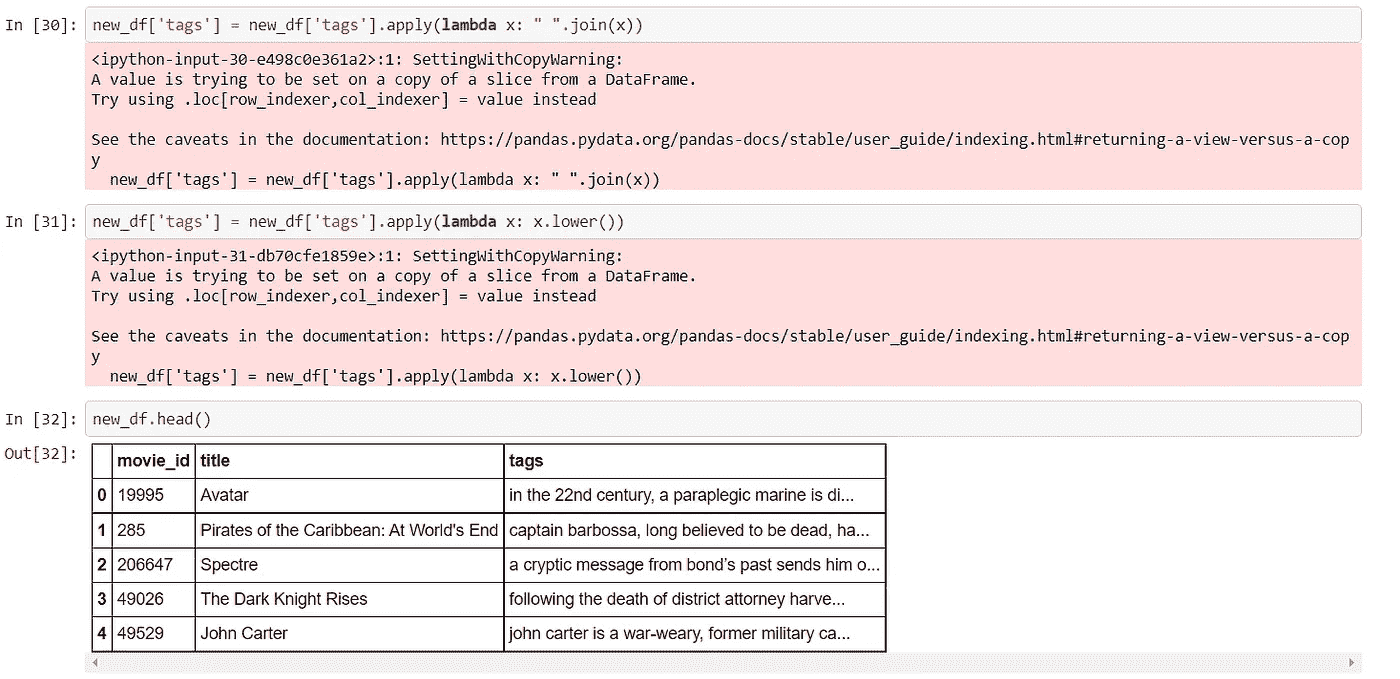 In [30]: new_df['tags'] = new_df['tags'].apply(lambda x: " ".join(x))
<ipython-input-30-e498c0e361a2>:1: SettingWithCopyWarning:
A value is trying to be set on a copy of a slice from a DataFrame.
Try using .loc[row_indexer,col_indexer] = value instead
See the caveats in the documentation: https://pandas.pydata.org/pandas-docs/stable/user_guide/indexing.html#returning-a-view-versus-a-cop
y
new_df['tags'] = new_df['tags'].apply(lambda x: " ".join(x))
In [31]: new_df['tags'] = new_df['tags'].apply(lambda x: x.lower())
<ipython-input-31-db70cfe1859e>:1: SettingWithCopyWarning:
A value is trying to be set on a copy of a slice from a DataFrame.
Try using .loc[row_indexer,col_indexer] = value instead
See the caveats in the documentation: https://pandas.pydata.org/pandas-docs/stable/user_guide/indexing.html#returning-a-view-versus-a-cop
y
new_df['tags'] = new_df['tags'].apply(lambda x: x.lower())
In [32]: new_df.head()
Out[32]:
movie_id title tags
0 19995 Avatar in the 22nd century, a paraplegic marine is di...
1 285 Pirates of the Caribbean: At World's End captain barbossa, long believed to be dead, ha...
2 206647 Spectre a cryptic message from bond’s past sends him o...
3 49026 The Dark Knight Rises following the death of district attorney harve...
4 49529 John Carter john carter is a war-weary, former military ca...